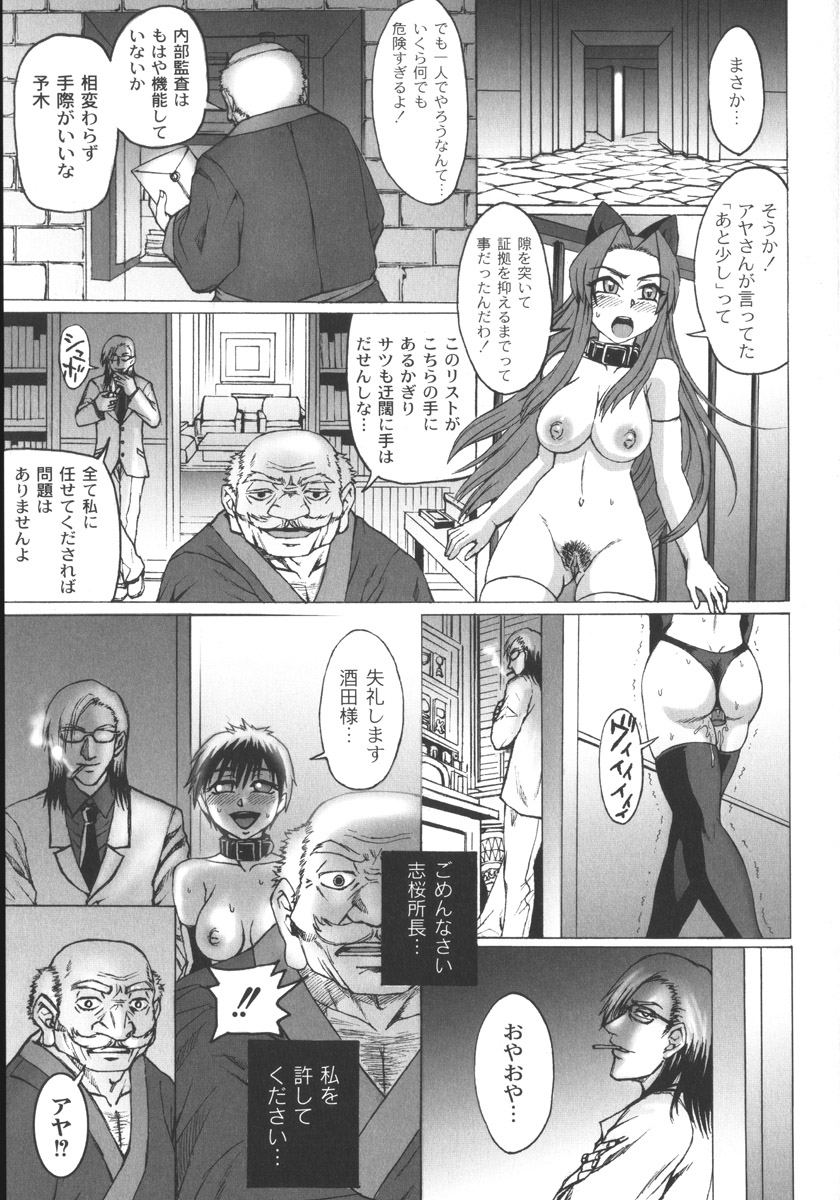 まさか…
そうか！
アヤさんが言ってた
「あと少し」って
隙を突いて
証拠を抑えるまでって
事だったんだわ！
でも一人でやろうなんて…
いくら何でも
危険すぎるよ！
内部監査は
もはや機能して
いないか
相変わらず
手際がいいな
予木
このリストが
こちらの手に
あるかぎり
サツも迂闊に手は
だせんしな…
シュボッ
全て私に
任せてくだされば
問題は
ありませんよ
ヴィイィィィ
失礼します
酒田様…
おやおや…
ごめんなさい
志桜所長…
!!
私を
許して
ください…
アヤ!?